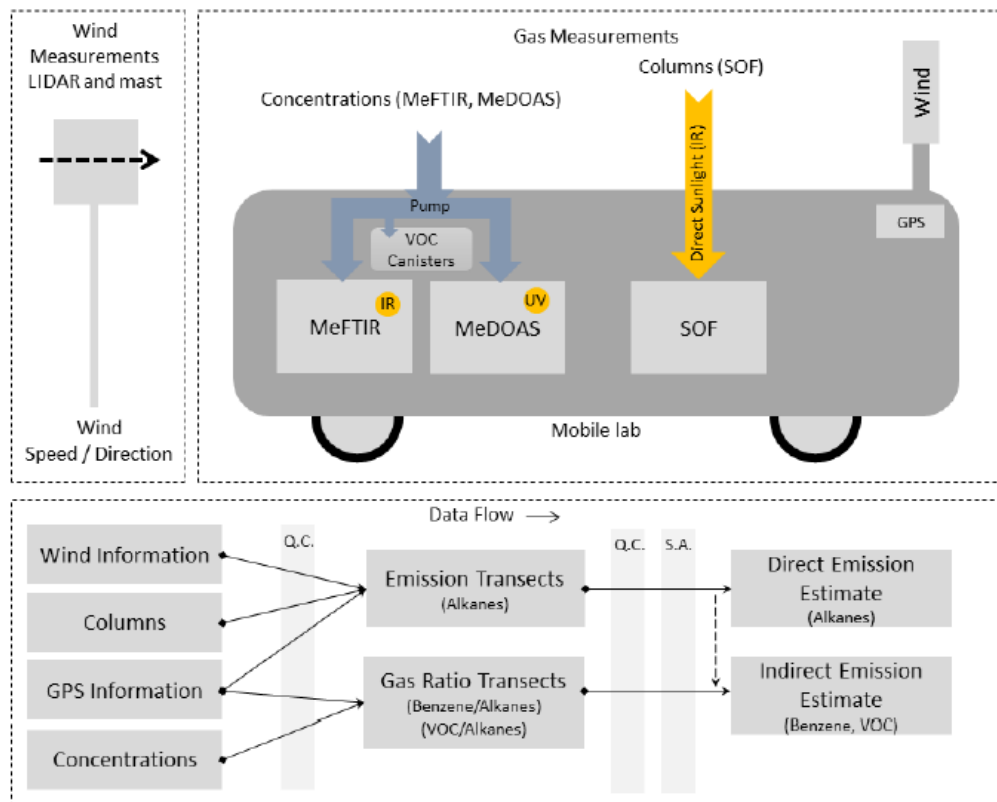 Wind
Measurements
LIDAR and mast
Wind
Speed / Direction
Gas Measurements
Columns (SOF)
Concentrations (MeFTIR, MeDOAS)
Wind
Direct Sunlight (IR)
Pump
GPS
VOC
Canisters
IR
UV
MeFTIR
MeDOAS
SOF
Mobile lab
Data Flow
Q.C.
Q.C.
S.A.
Wind Information
Columns
GPS Information
Concentrations
Emission Transects
(Alkanes)
Gas Ratio Transects
(Benzene/Alkanes)
(VOC/Alkanes)
Direct Emission
Estimate
(Alkanes)
Indirect Emission
Estimate
(Benzene, VOC)